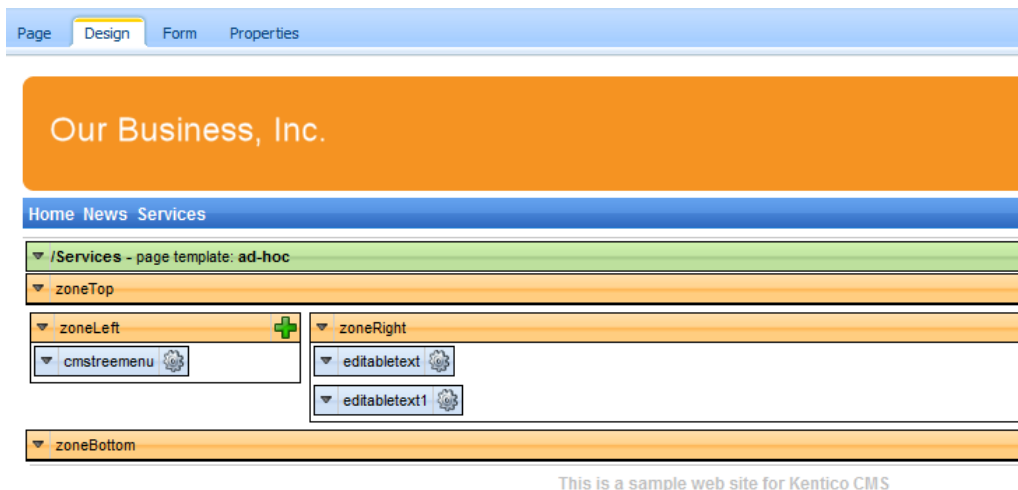 Page Design Form Properties
Our Business, Inc.
Home News Services
/Services - page template: ad-hoc
zoneTop
zoneLeft zoneRight
cmstreemenu editabletext
editabletext1
zoneBottom
This is a sample web site for Kentico CMS